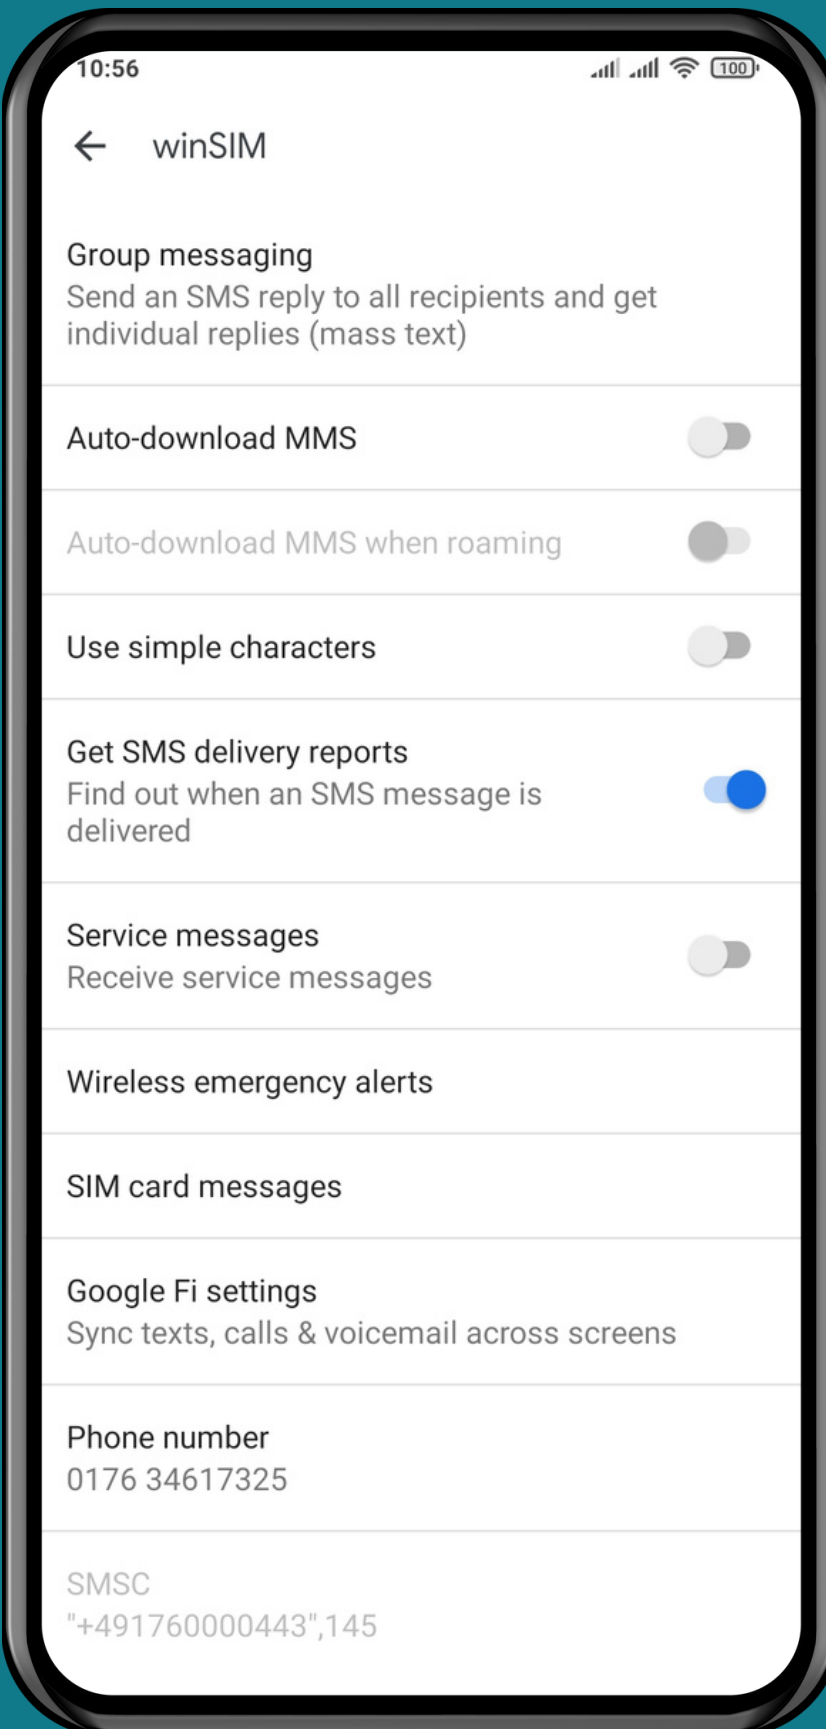 10:56
100
winSIM
Group messaging
Send an SMS reply to all recipients and get
individual replies (mass text)
Auto-download MMS
Auto-download MMS when roaming
Use simple characters
Get SMS delivery reports
Find out when an SMS message is
delivered
Service messages
Receive service messages
Wireless emergency alerts
SIM card messages
Google Fi settings
Sync texts, calls & voicemail across screens
Phone number
0176 34617325
SMSC
"+491760000443",145